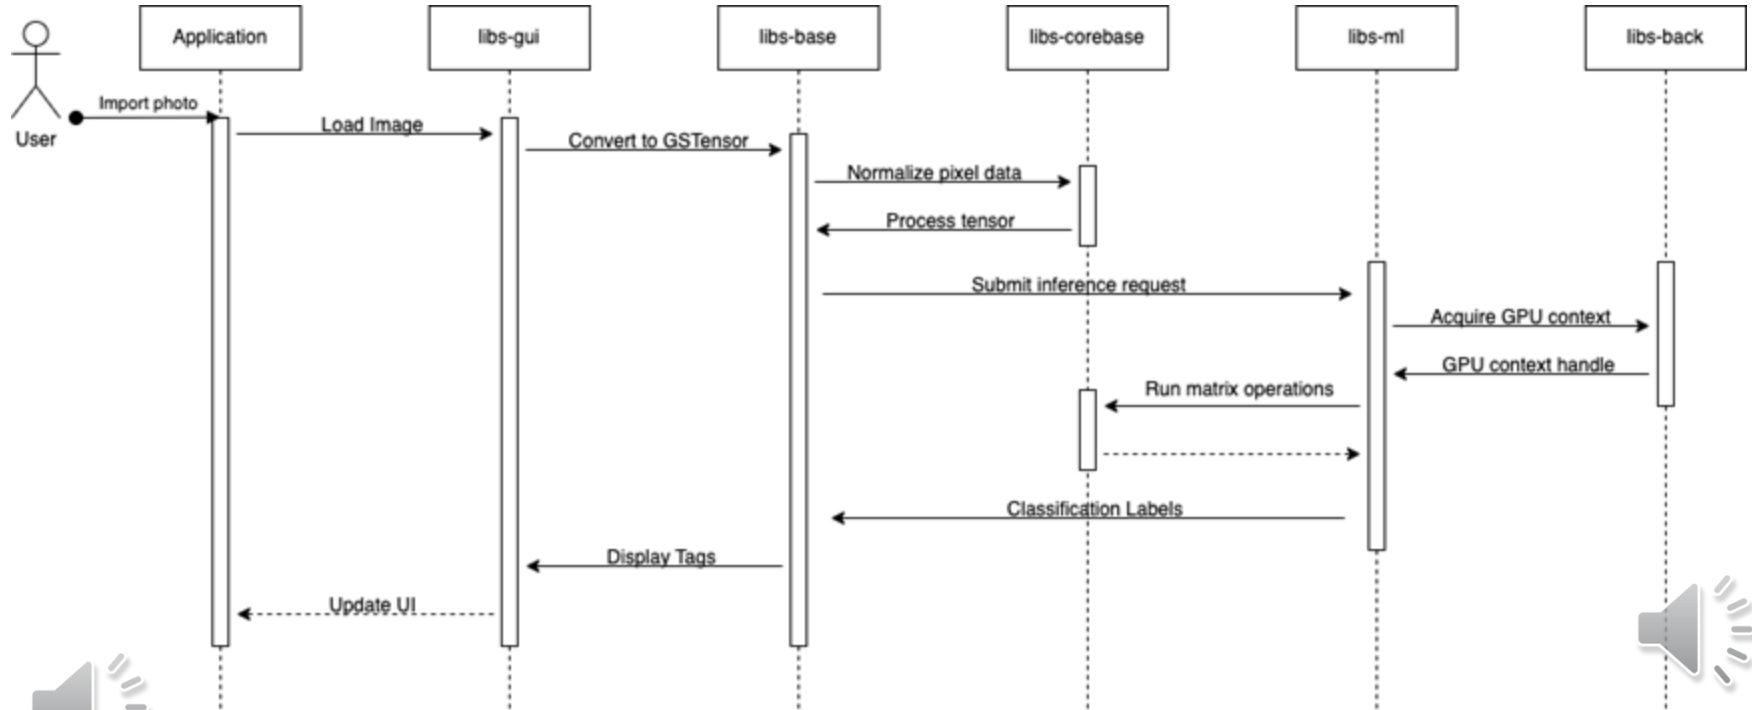 Application
libs-gui
libs-base
libs-corebase
libs-ml
libs-back
User
Import photo
Load Image
Convert to GSTensor
Normalize pixel data
Process tensor
Submit inference request
Acquire GPU context
GPU context handle
Run matrix operations
Classification Labels
Display Tags
Update UI